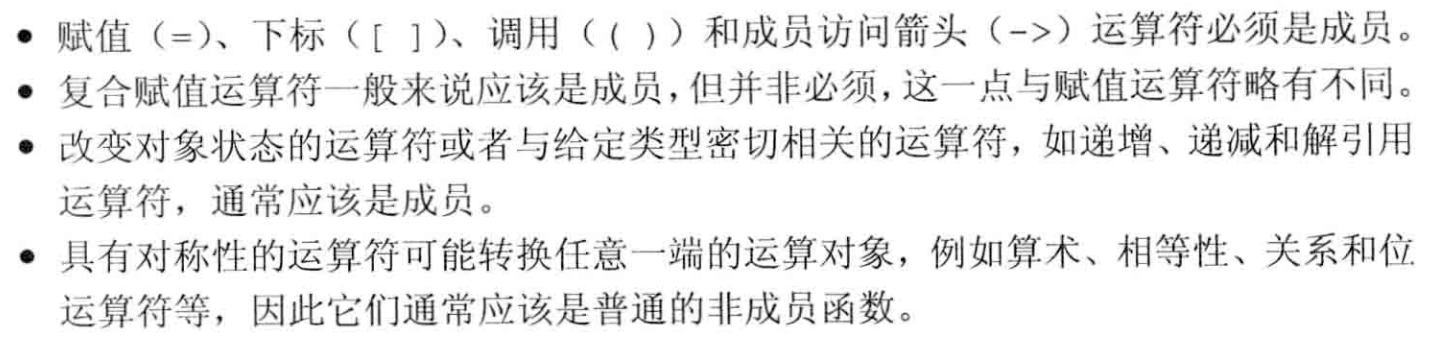 • 赋值（=）、下标（[ ]）、调用（( )）和成员访问箭头（->）运算符必须是成员。
• 复合赋值运算符一般来说应该是成员，但并非必须，这一点与赋值运算符略有不同。
• 改变对象状态的运算符或者与给定类型密切相关的运算符，如递增、递减和解引用
运算符，通常应该是成员。
• 具有对称性的运算符可能转换任意一端的运算对象，例如算术、相等性、关系和位
运算符等，因此它们通常应该是普通的非成员函数。